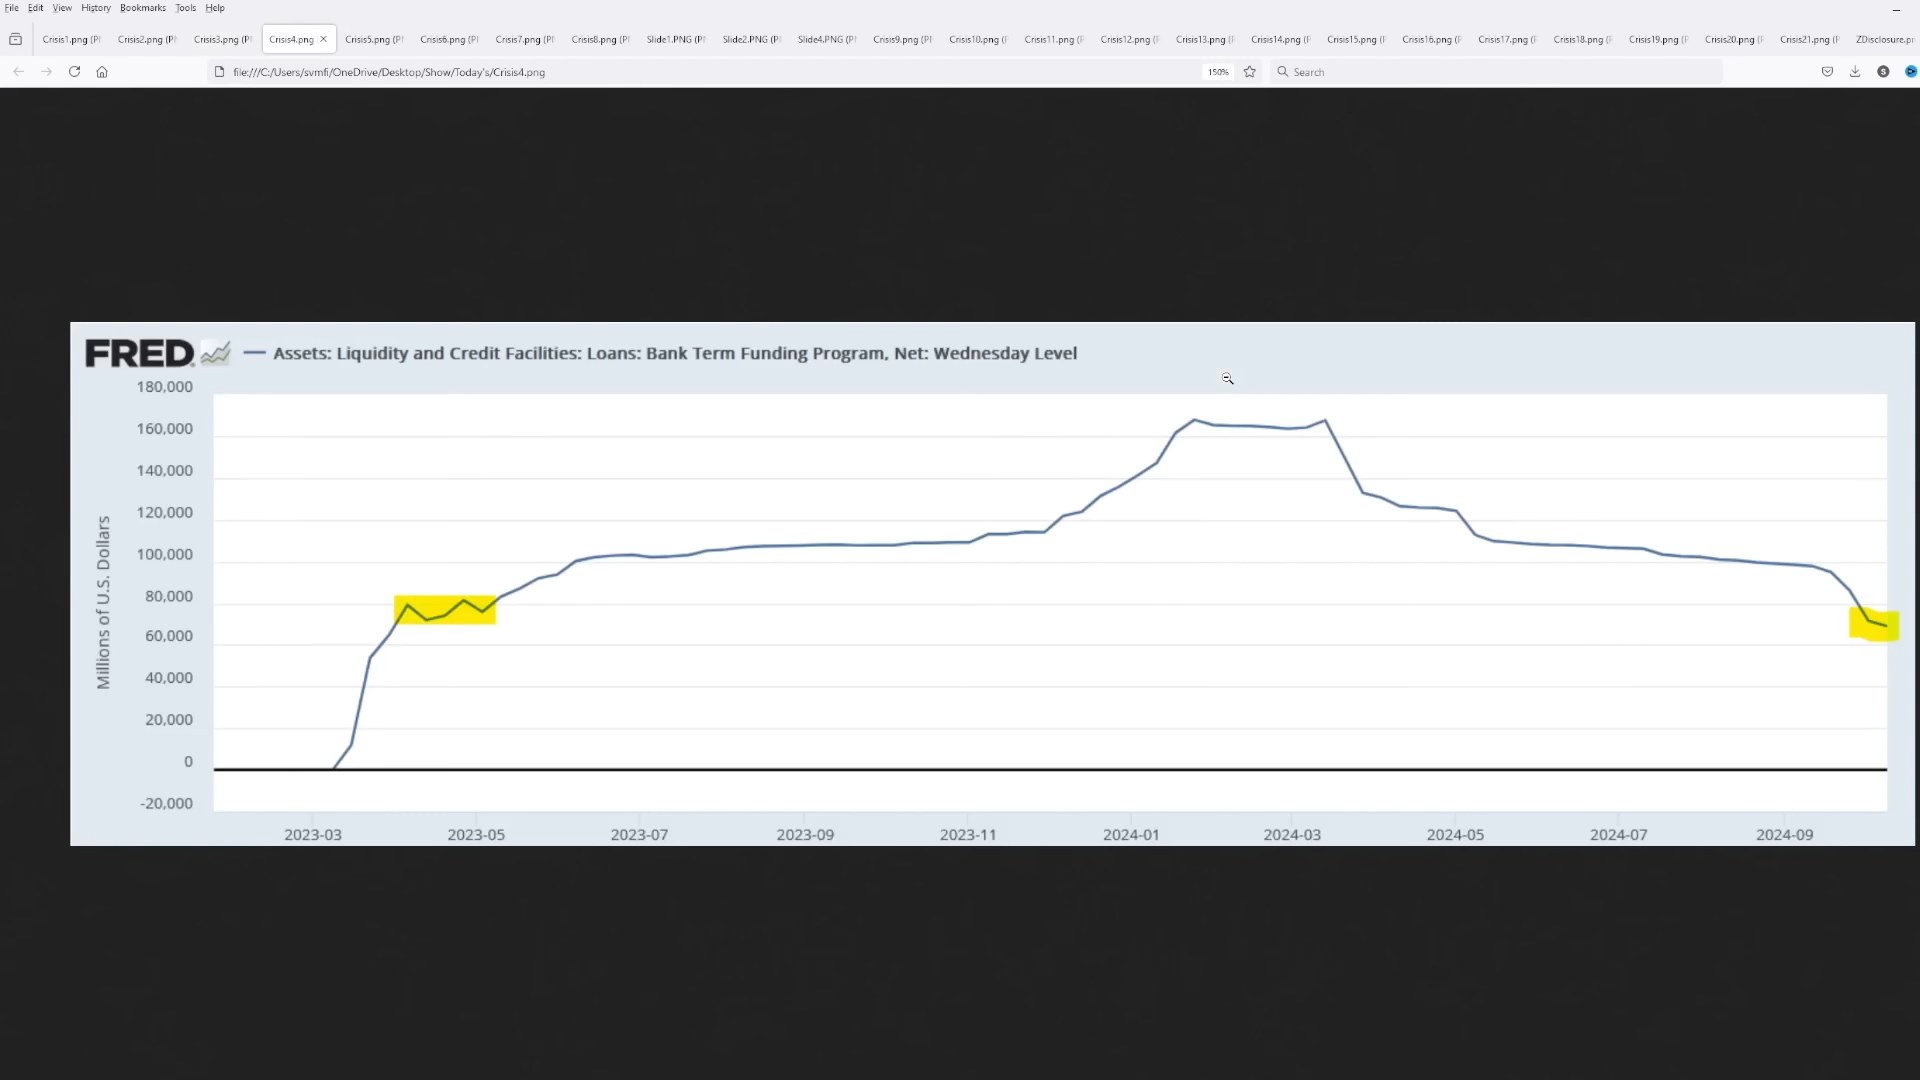 File Edit View History Bookmarks Tools Help
Crisis1.png (P Crisis2.png (P Crisis3.png (P Crisis4.png Crisis5.png (P Crisis6.png (P Crisis7.png (P Crisis8.png (P Slide1.PNG (P Slide2.PNG (P Slide4.PNG (P Crisis9.png (P Crisis10.png ( Crisis11.png ( Crisis12.png ( Crisis13.png ( Crisis14.png ( Crisis15.png ( Crisis16.png ( Crisis17.png ( Crisis18.png ( Crisis19.png ( Crisis20.png ( Crisis21.png ( ZDisclosure.pr
file:///C:/Users/svmfi/OneDrive/Desktop/Show/Today's/Crisis4.png 150% Search S
FRED Assets: Liquidity and Credit Facilities: Loans: Bank Term Funding Program, Net: Wednesday Level
180,000
160,000
140,000
120,000
100,000
80,000
60,000
40,000
20,000
0
-20,000
Millions of U.S. Dollars
2023-03 2023-05 2023-07 2023-09 2023-11 2024-01 2024-03 2024-05 2024-07 2024-09